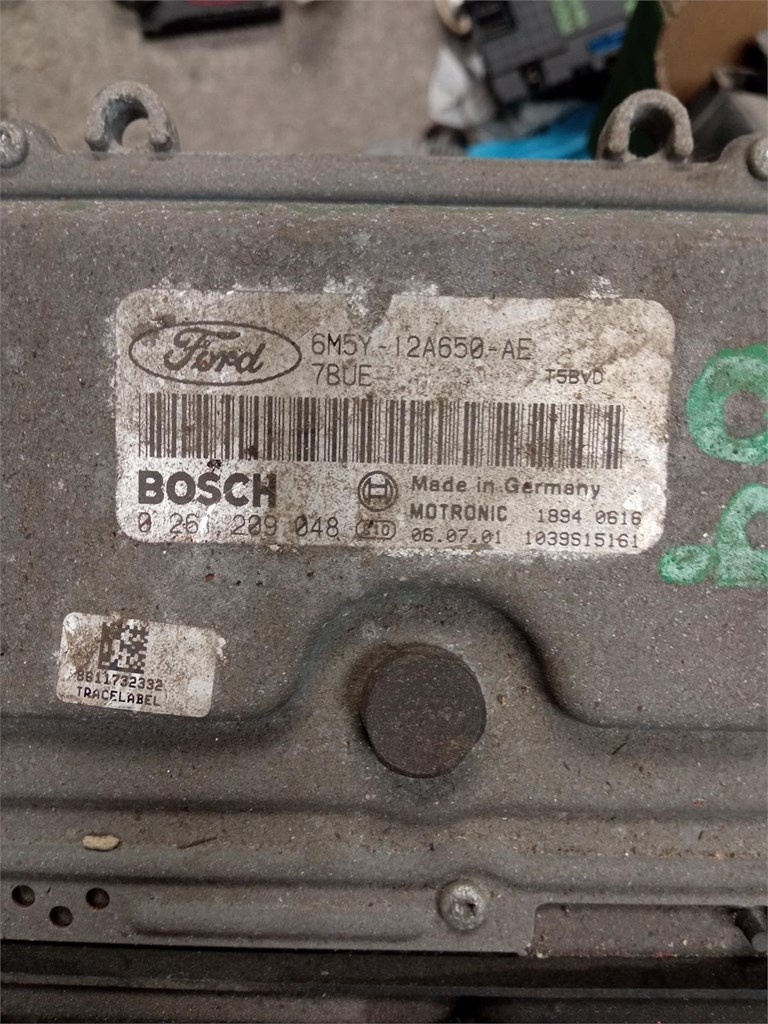 Ford
6M5Y-12A650-AE
7BUE T5BVD
BOSCH Made in Germany
MOTRONIC 1894 0616
0 261 209 048 06.07.01 1039S15161
8811732332
TRACELABEL